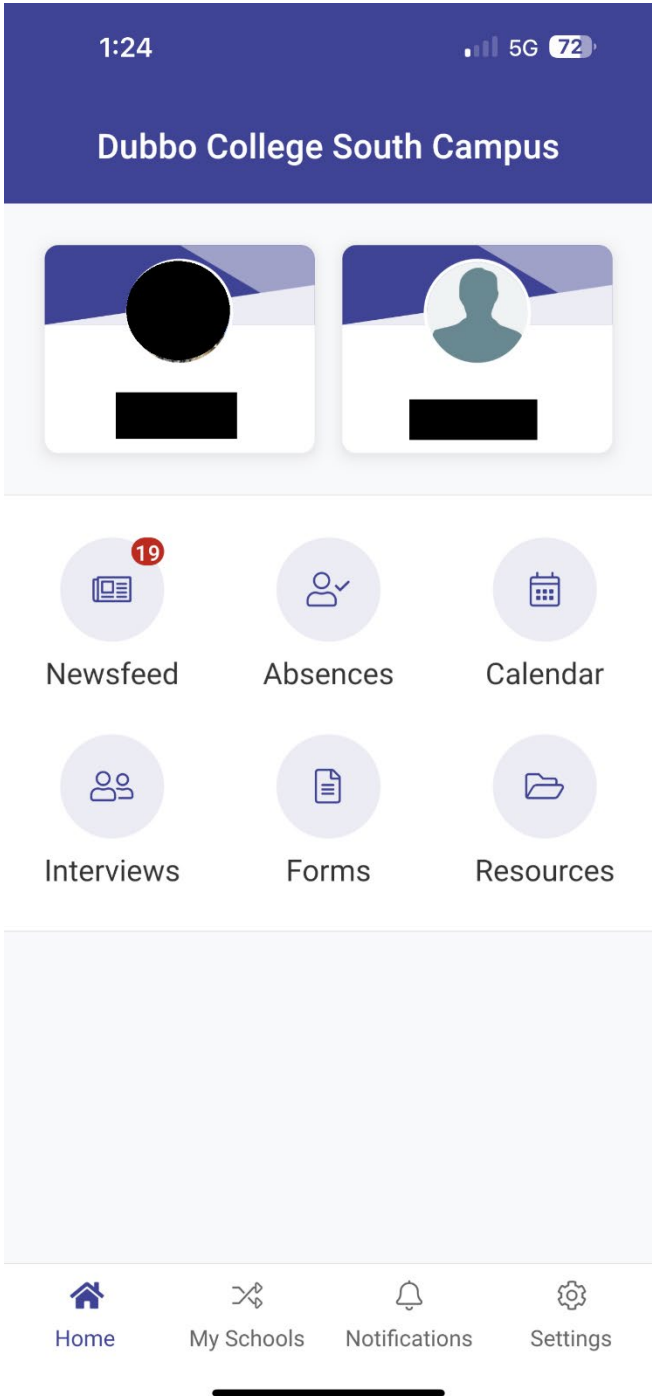 1:24 5G 72
Dubbo College South Campus
19
Newsfeed Absences Calendar
Interviews Forms Resources
Home My Schools Notifications Settings